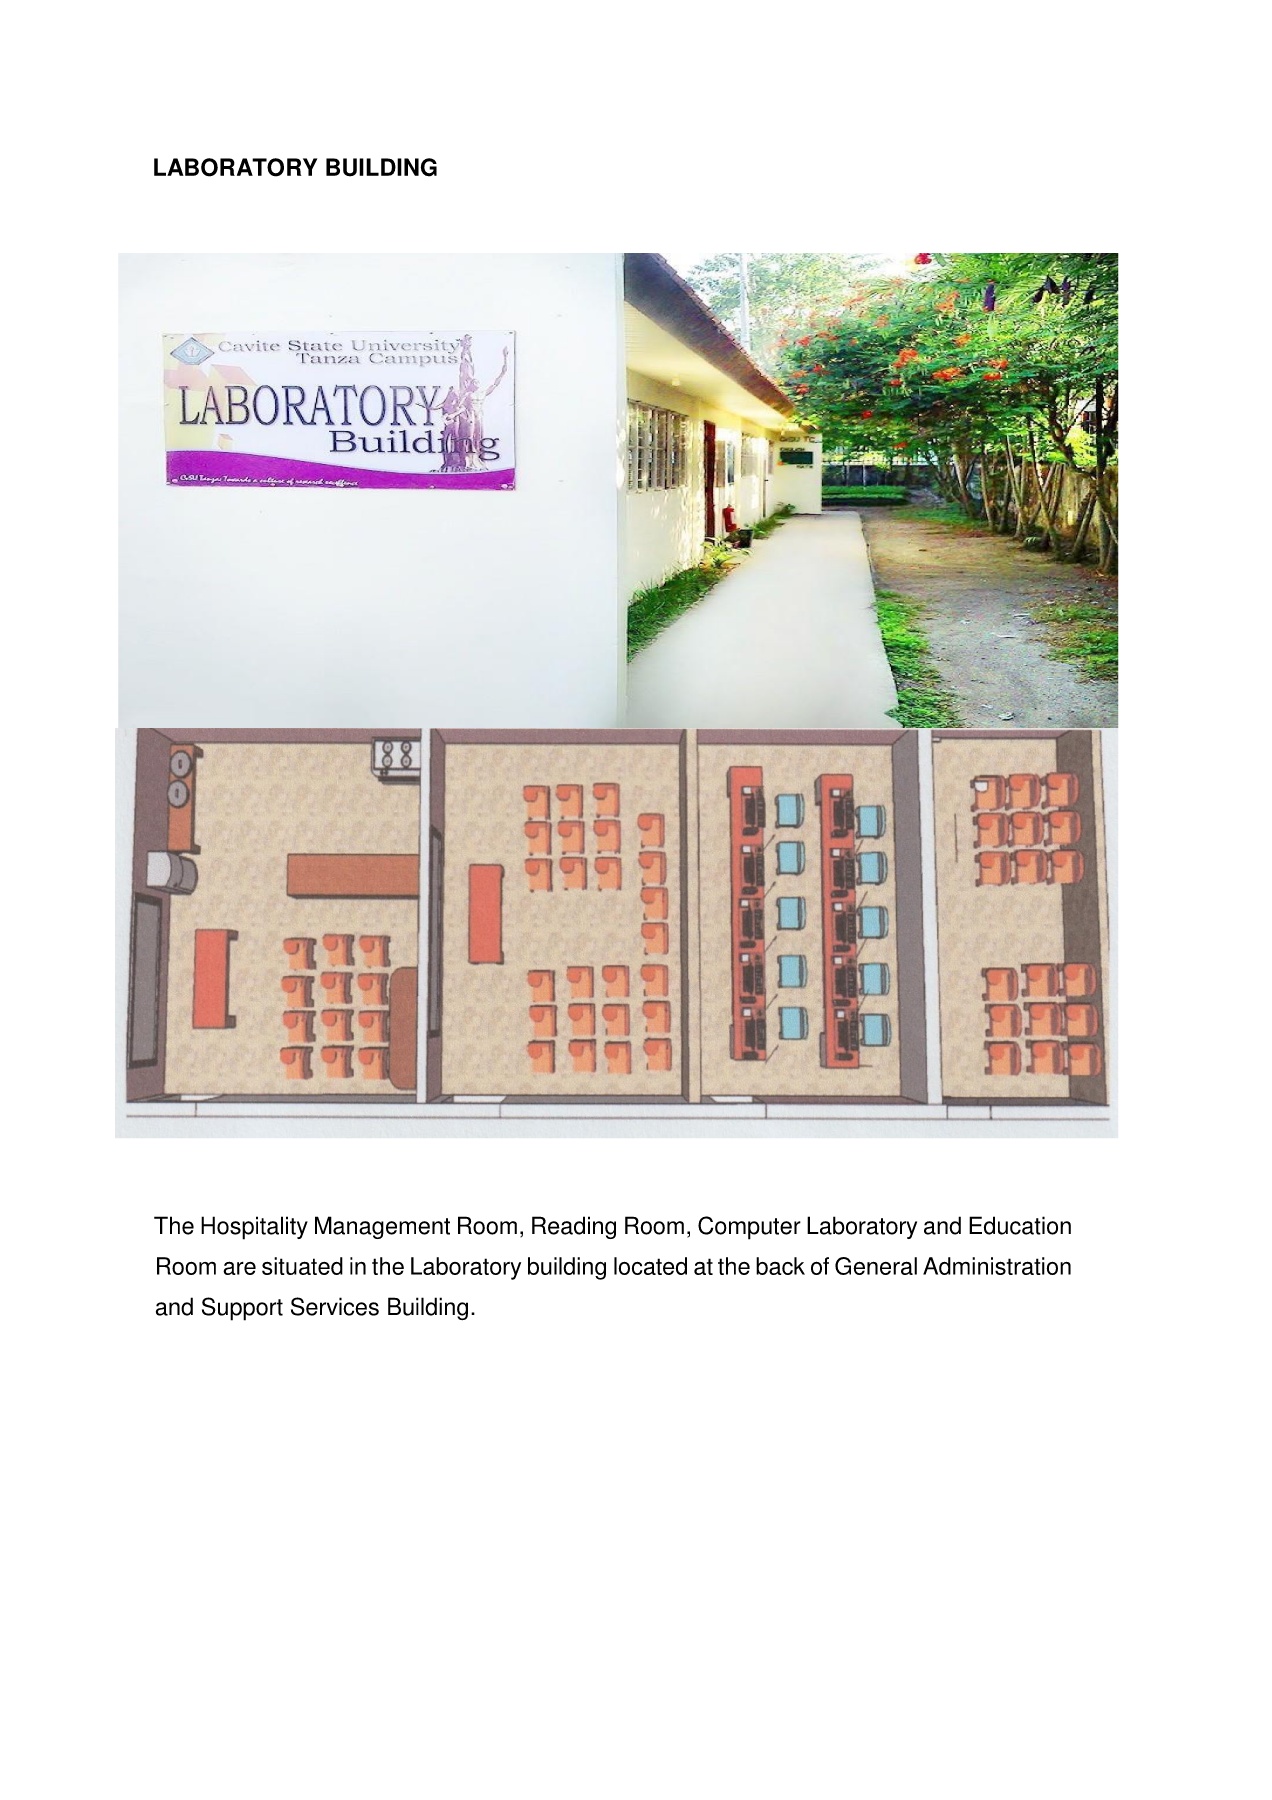 LABORATORY BUILDING
Cavite State University
Tanza Campus
LABORATORY
Building
CvSU Tanza: Towards a culture of research excellence
The Hospitality Management Room, Reading Room, Computer Laboratory and Education
Room are situated in the Laboratory building located at the back of General Administration
and Support Services Building.